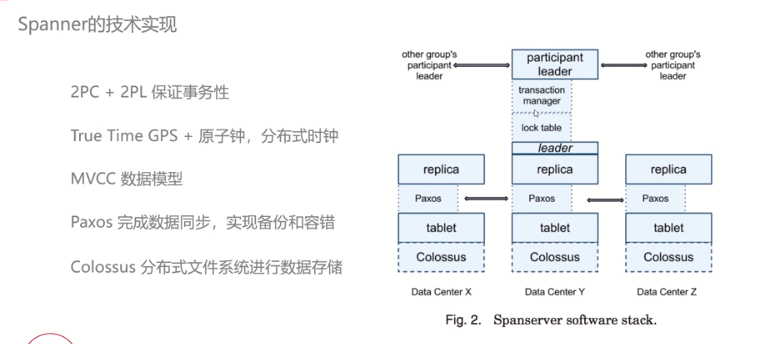 Spanner的技术实现
2PC + 2PL 保证事务性
True Time GPS + 原子钟，分布式时钟
MVCC 数据模型
Paxos 完成数据同步，实现备份和容错
Colossus 分布式文件系统进行数据存储
other group's
participant
leader
participant
leader
other group's
participant
leader
transaction
manager
lock table
leader
replica
replica
replica
Paxos
Paxos
Paxos
tablet
tablet
tablet
Colossus
Colossus
Colossus
Data Center X
Data Center Y
Data Center Z
Fig. 2. Spanserver software stack.